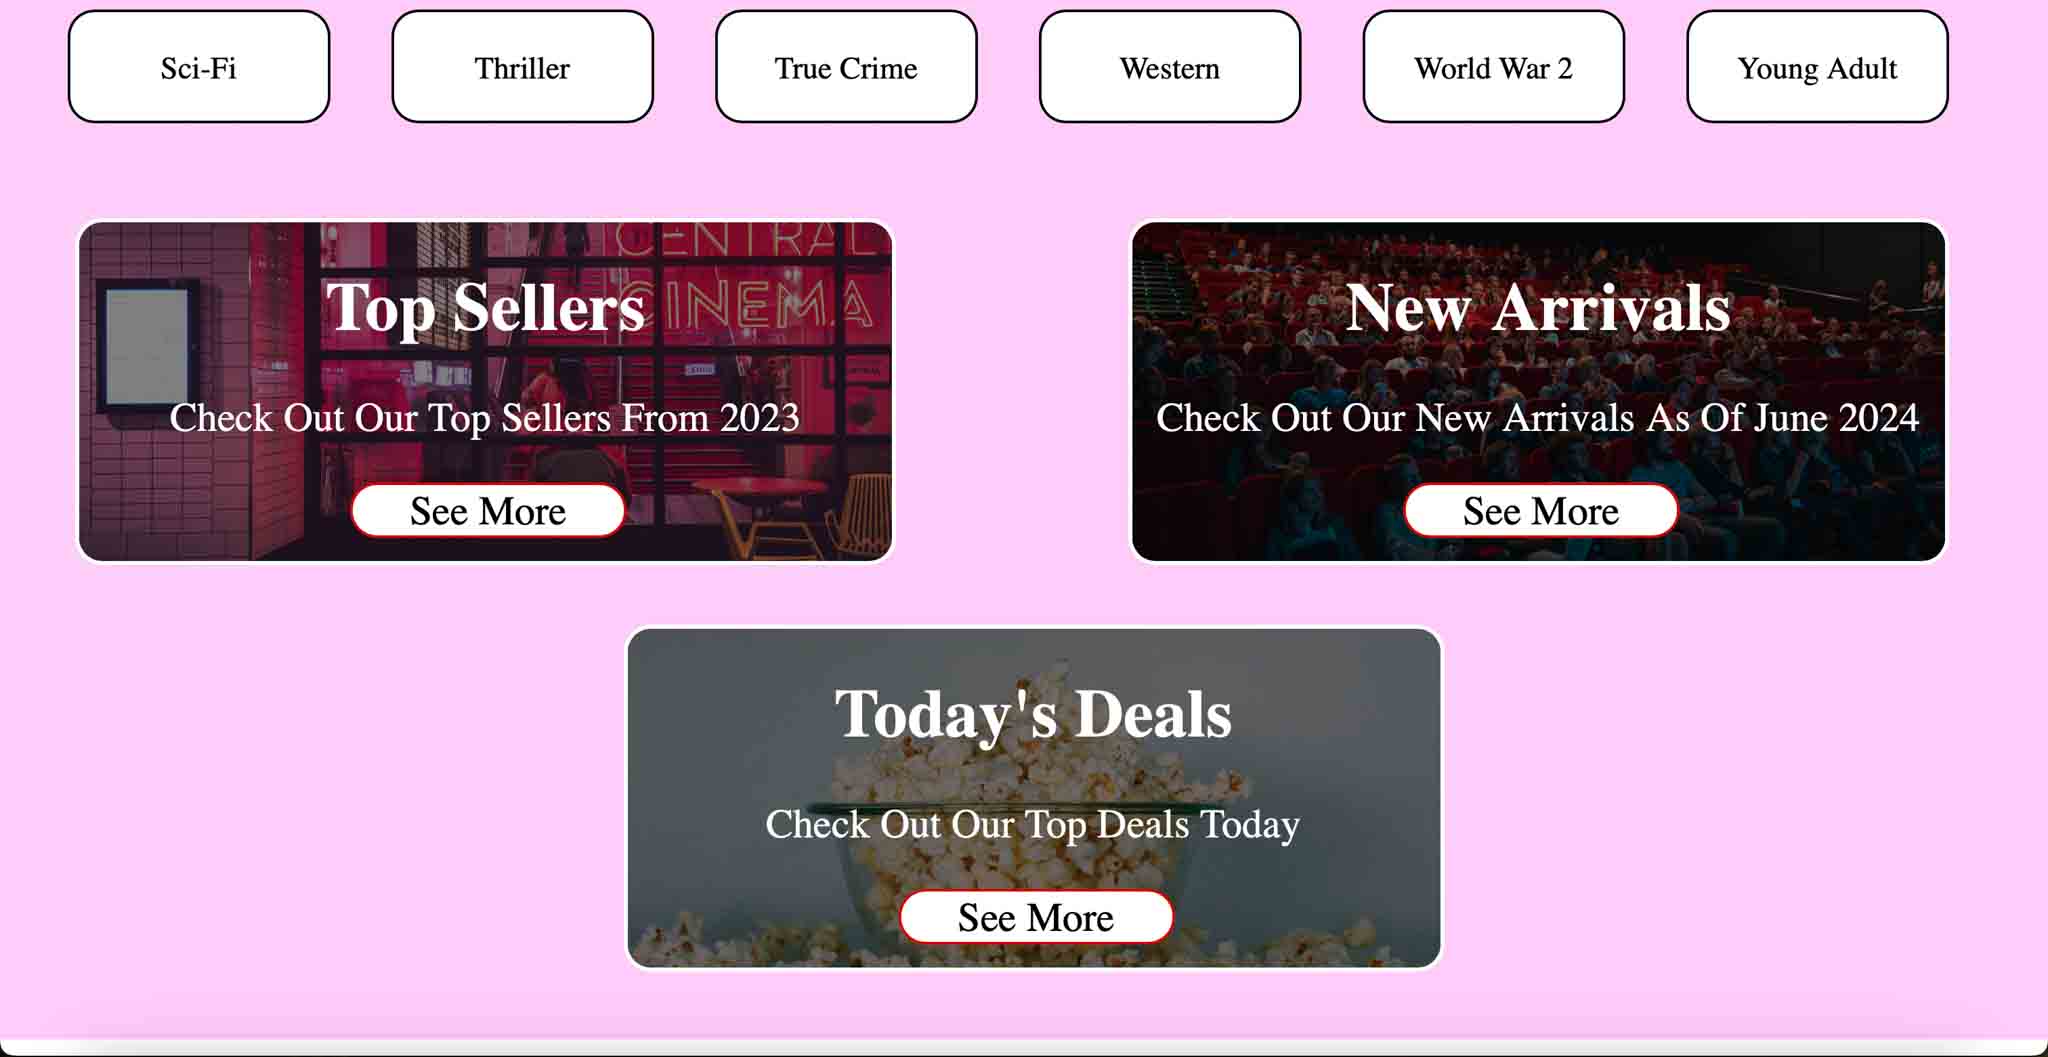 Sci-Fi
Thriller
True Crime
Western
World War 2
Young Adult
CENTRAL
CINEMA
Top Sellers
Check Out Our Top Sellers From 2023
See More
New Arrivals
Check Out Our New Arrivals As Of June 2024
See More
Today's Deals
Check Out Our Top Deals Today
See More